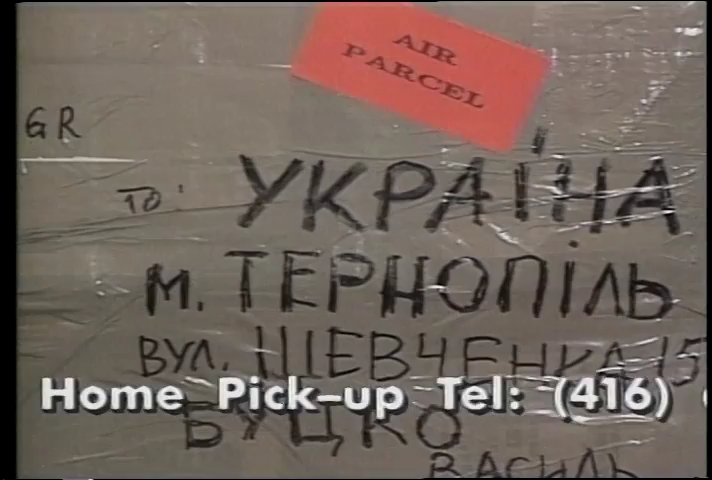 AIR
PARCEL
GR
TO:
УКРАЇНА
м. ТЕРНОПІЛЬ
ВУЛ. ШЕВЧЕНКА 15
Home Pick-up Tel: (416)
БУЦКО
ВАСИЛЬ